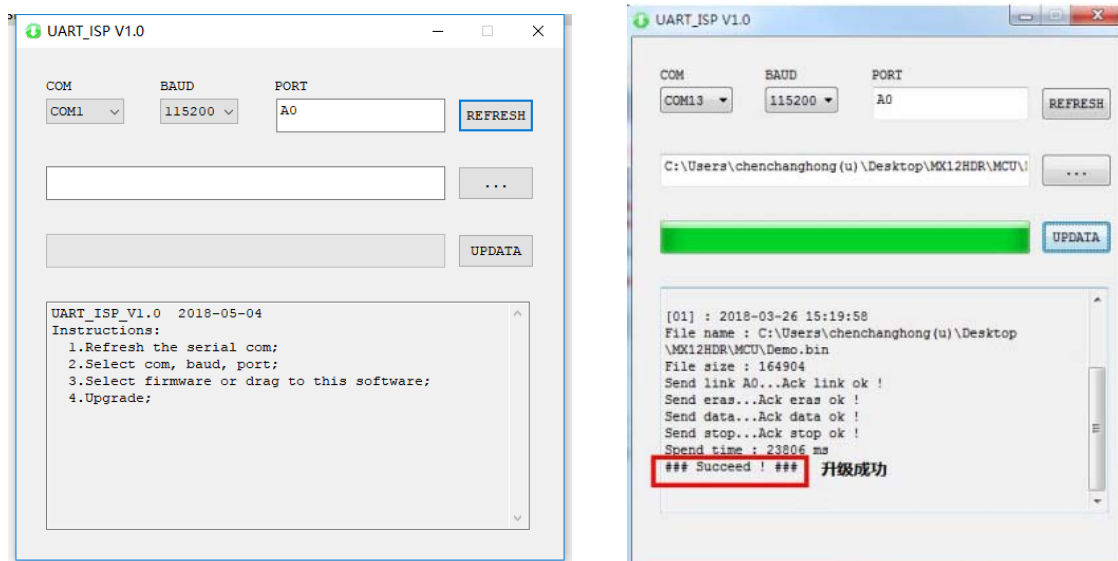 UART_ISP V1.0
COM BAUD PORT
COM1 115200 A0 REFRESH
...
UPDATA
UART_ISP_V1.0 2018-05-04
Instructions:
1.Refresh the serial com;
2.Select com, baud, port;
3.Select firmware or drag to this software;
4.Upgrade;
UART_ISP V1.0
COM BAUD PORT
COM13 115200 A0 REFRESH
C:\Users\chenchanghong(u)\Desktop\MX12HDR\MCU\ ...
UPDATA
[01] : 2018-03-26 15:19:58
File name : C:\Users\chenchanghong(u)\Desktop
\MX12HDR\MCU\Demo.bin
File size : 164904
Send link A0...Ack link ok !
Send eras...Ack eras ok !
Send data...Ack data ok !
Send stop...Ack stop ok !
Spend time : 23806 ms
### Succeed ! ### 升级成功